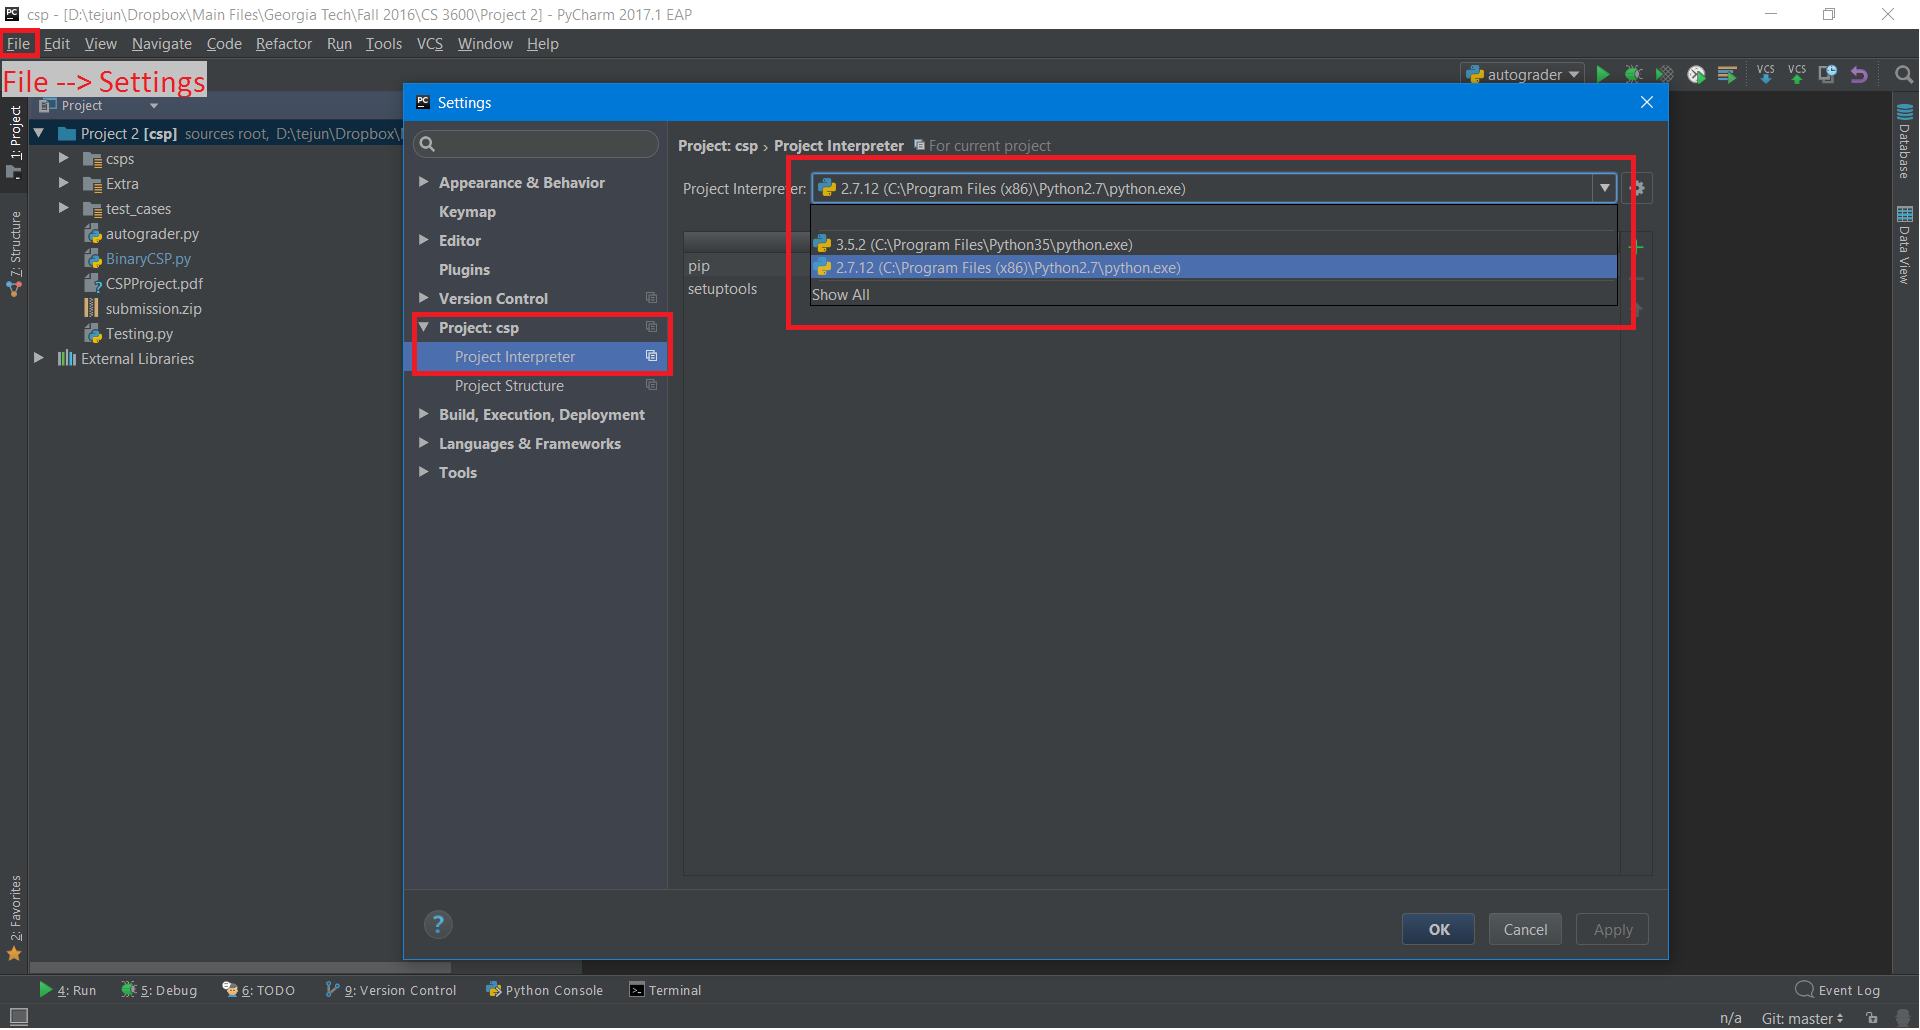 csp - [D:\tejun\Dropbox\Main Files\Georgia Tech\Fall 2016\CS 3600\Project 2] - PyCharm 2017.1 EAP
File Edit View Navigate Code Refactor Run Tools VCS Window Help
File --> Settings
autograder
VCS VCS
Project
1: Project
7: Structure
2: Favorites
Project 2 [csp] sources root, D:\tejun\Dropbox\
csps
Extra
test_cases
autograder.py
BinaryCSP.py
CSPProject.pdf
submission.zip
Testing.py
External Libraries
Settings
Appearance & Behavior
Keymap
Editor
Plugins
Version Control
Project: csp
Project Interpreter
Project Structure
Build, Execution, Deployment
Languages & Frameworks
Tools
Project: csp › Project Interpreter For current project
Project Interpreter: 2.7.12 (C:\Program Files (x86)\Python2.7\python.exe)
3.5.2 (C:\Program Files\Python35\python.exe)
2.7.12 (C:\Program Files (x86)\Python2.7\python.exe)
Show All
pip
setuptools
?
OK Cancel Apply
Database
Data View
4: Run 5: Debug 6: TODO 9: Version Control Python Console Terminal Event Log
n/a Git: master